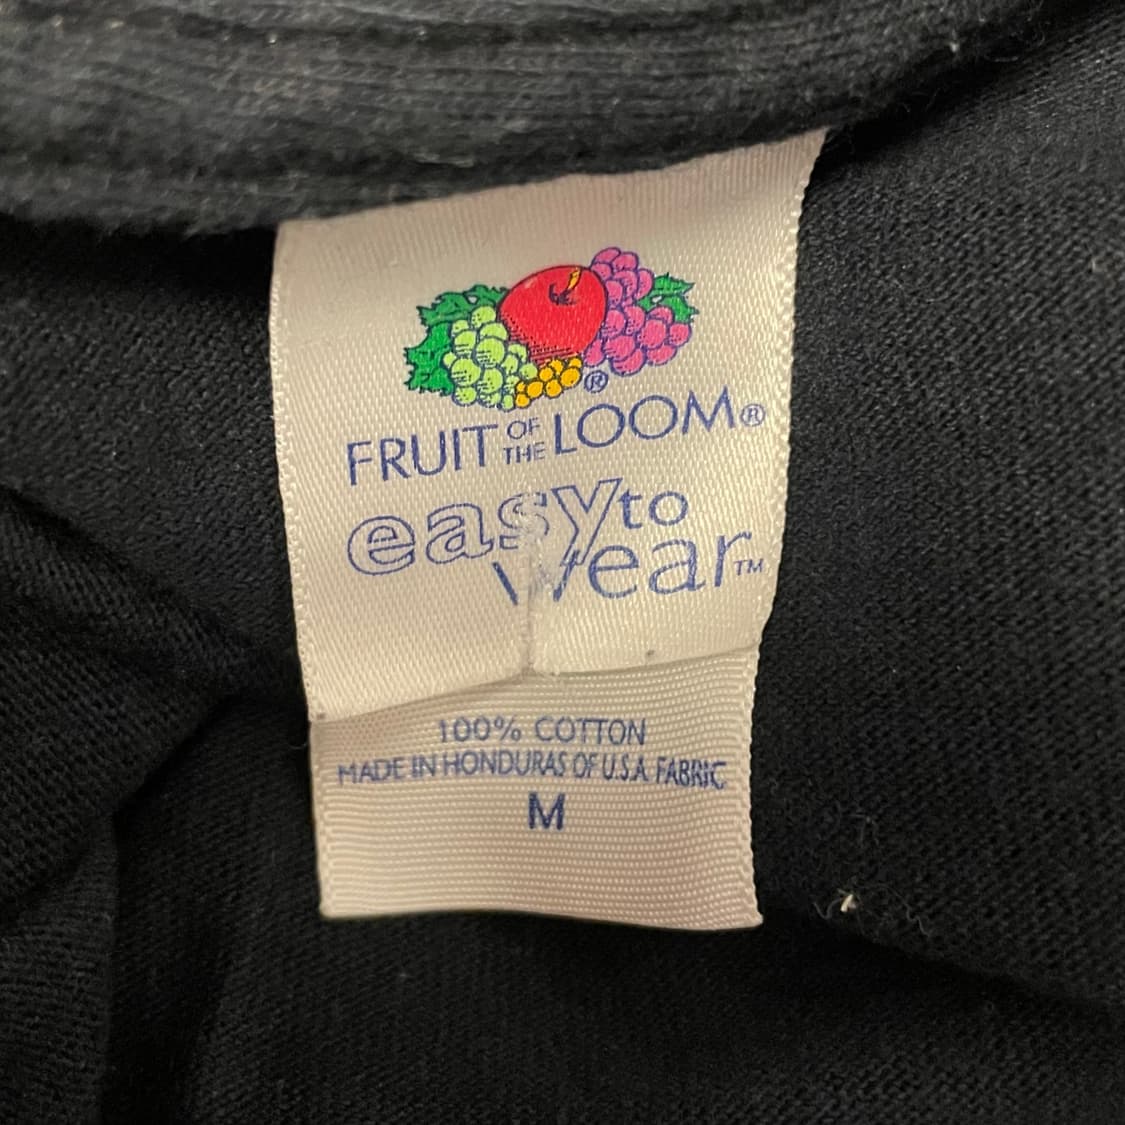 ®
FRUIT OF THE LOOM®
easy to
wear™
100% COTTON
MADE IN HONDURAS OF U.S.A. FABRIC
M